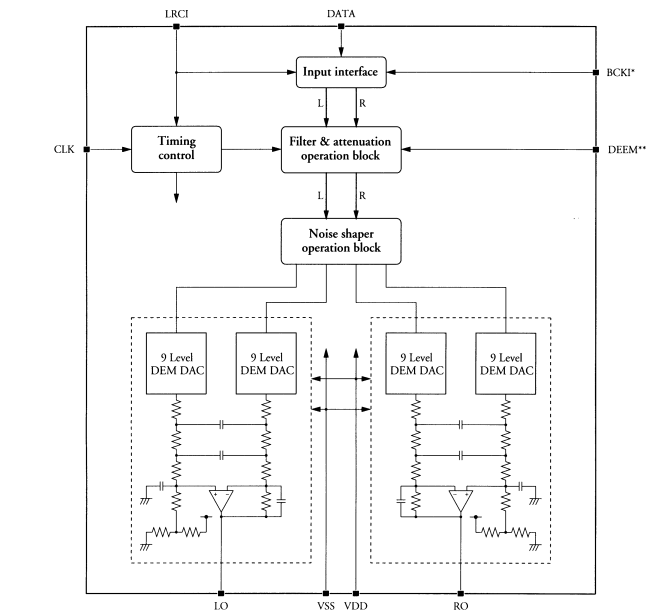 LRCI
DATA
Input interface
BCKI*
L
R
CLK
Timing
control
Filter & attenuation
operation block
DEEM**
L
R
Noise shaper
operation block
9 Level
DEM DAC
9 Level
DEM DAC
9 Level
DEM DAC
9 Level
DEM DAC
+
−
−
+
LO
VSS
VDD
RO